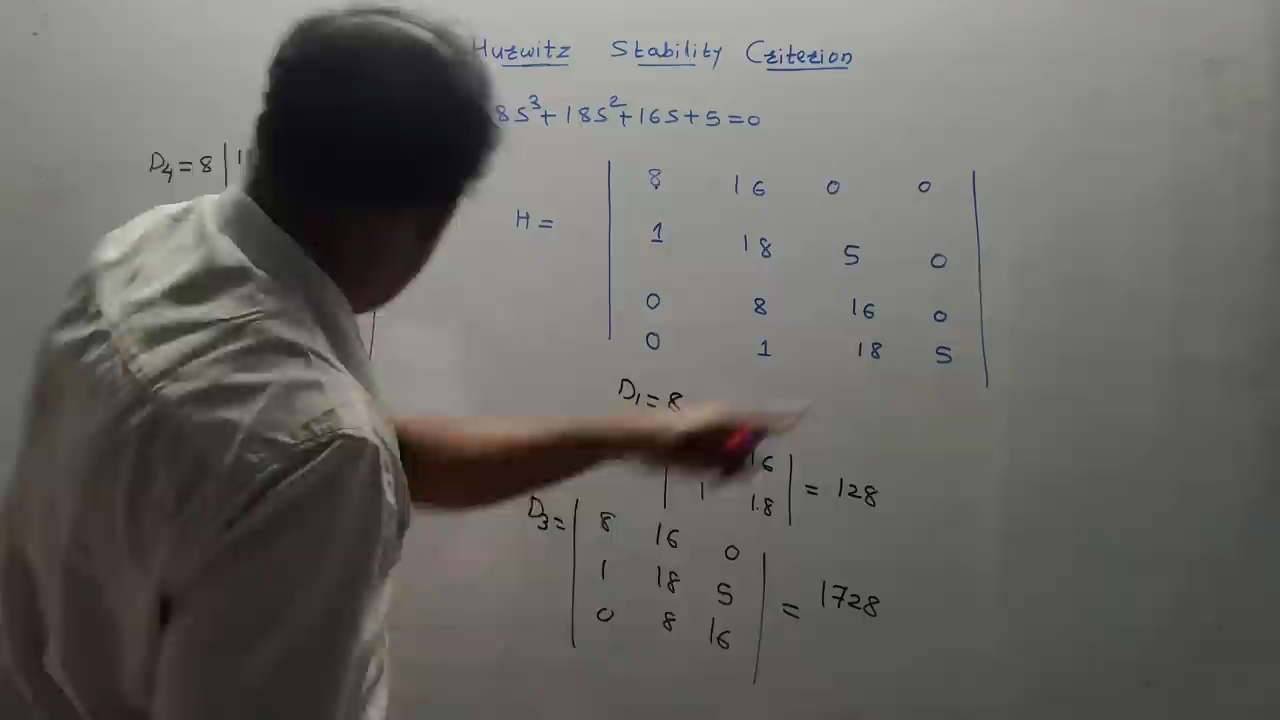 Hurwitz Stability Criterion
8S³+18S²+16S+5=0
D₄=8 | 1
H =
8 16 0 0
1 18 5 0
0 8 16 0
0 1 18 5
D₁=8
16
1 18 = 128
D₃=
8 16 0
1 18 5
0 8 16
= 1728